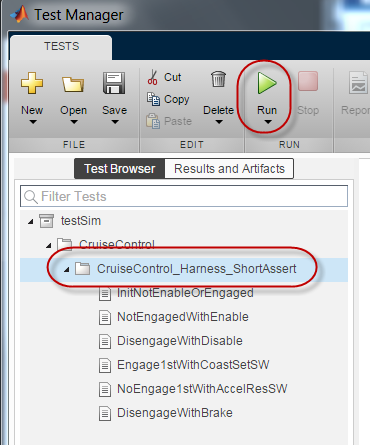 Test Manager
TESTS
New
Open
Save
Cut
Copy
Paste
Delete
Run
Stop
Report
FILE
EDIT
RUN
Test Browser
Results and Artifacts
Filter Tests
testSim
CruiseControl
CruiseControl_Harness_ShortAssert
InitNotEnableOrEngaged
NotEngagedWithEnable
DisengageWithDisable
Engage1stWithCoastSetSW
NoEngage1stWithAccelResSW
DisengageWithBrake